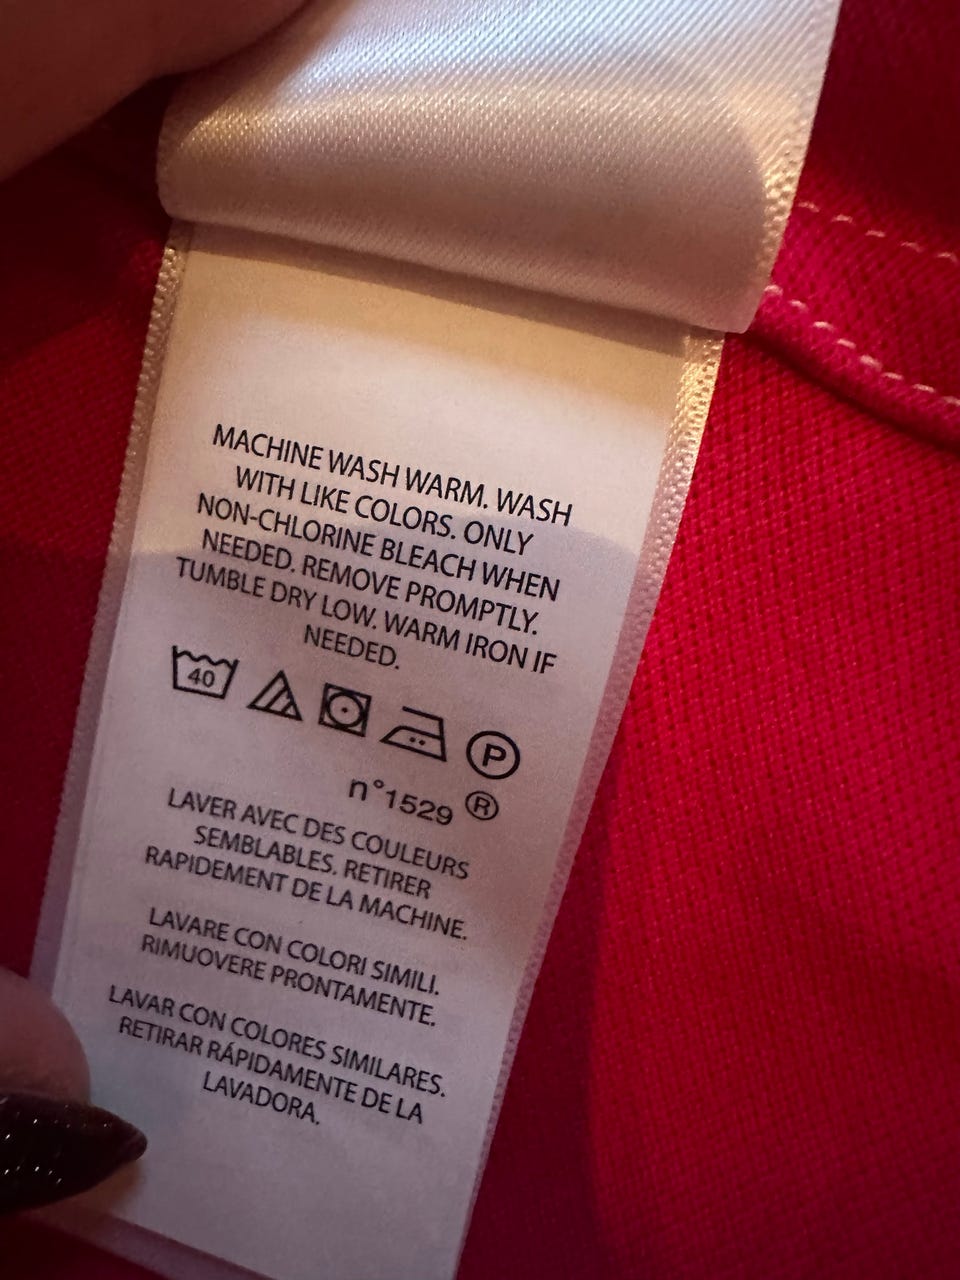 MACHINE WASH WARM. WASH
WITH LIKE COLORS. ONLY
NON-CHLORINE BLEACH WHEN
NEEDED. REMOVE PROMPTLY.
TUMBLE DRY LOW. WARM IRON IF
NEEDED.
40 P
n°1529 ®
LAVER AVEC DES COULEURS
SEMBLABLES. RETIRER
RAPIDEMENT DE LA MACHINE.
LAVARE CON COLORI SIMILI.
RIMUOVERE PRONTAMENTE.
LAVAR CON COLORES SIMILARES.
RETIRAR RÁPIDAMENTE DE LA
LAVADORA.